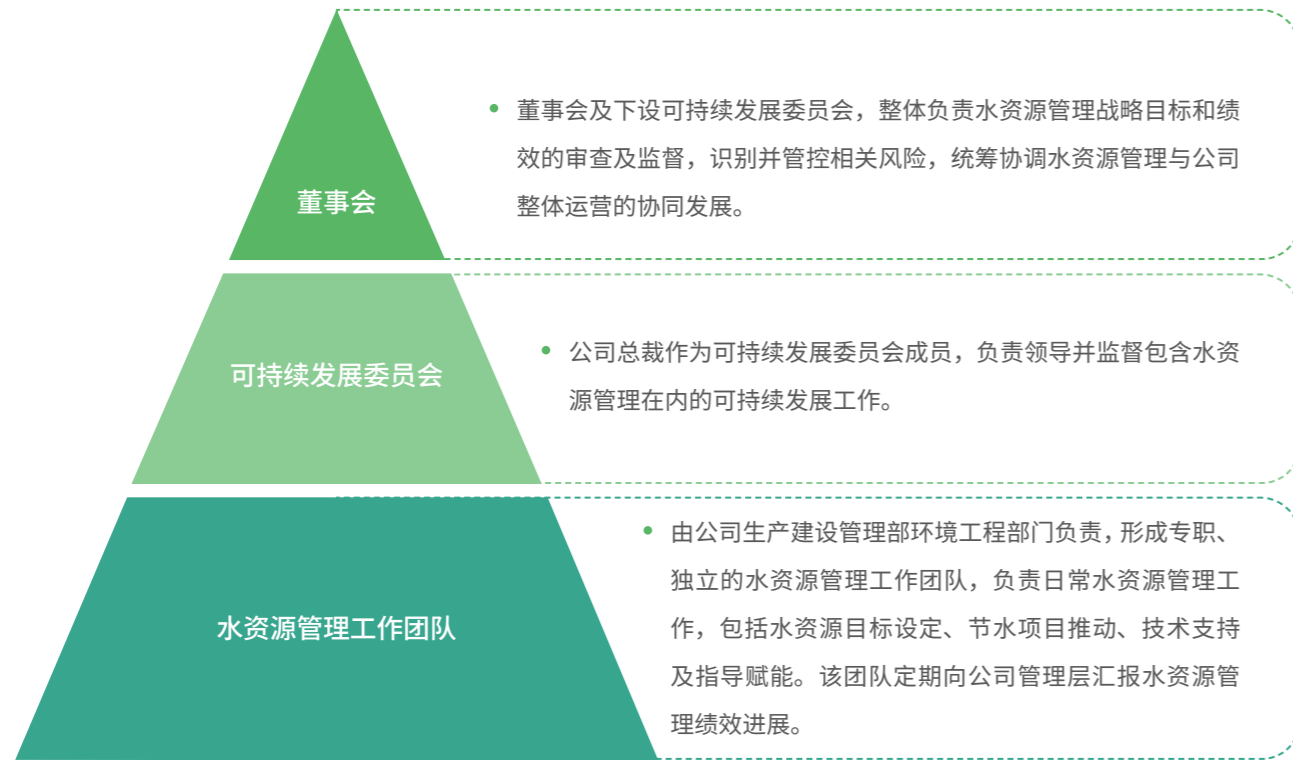 董事会
董事会及下设可持续发展委员会，整体负责水资源管理战略目标和绩
效的审查及监督，识别并管控相关风险，统筹协调水资源管理与公司
整体运营的协同发展。
可持续发展委员会
公司总裁作为可持续发展委员会成员，负责领导并监督包含水资
源管理在内的可持续发展工作。
水资源管理工作团队
由公司生产建设管理部环境工程部门负责，形成专职、
独立的水资源管理工作团队，负责日常水资源管理工
作，包括水资源目标设定、节水项目推动、技术支持
及指导赋能。该团队定期向公司管理层汇报水资源管
理绩效进展。